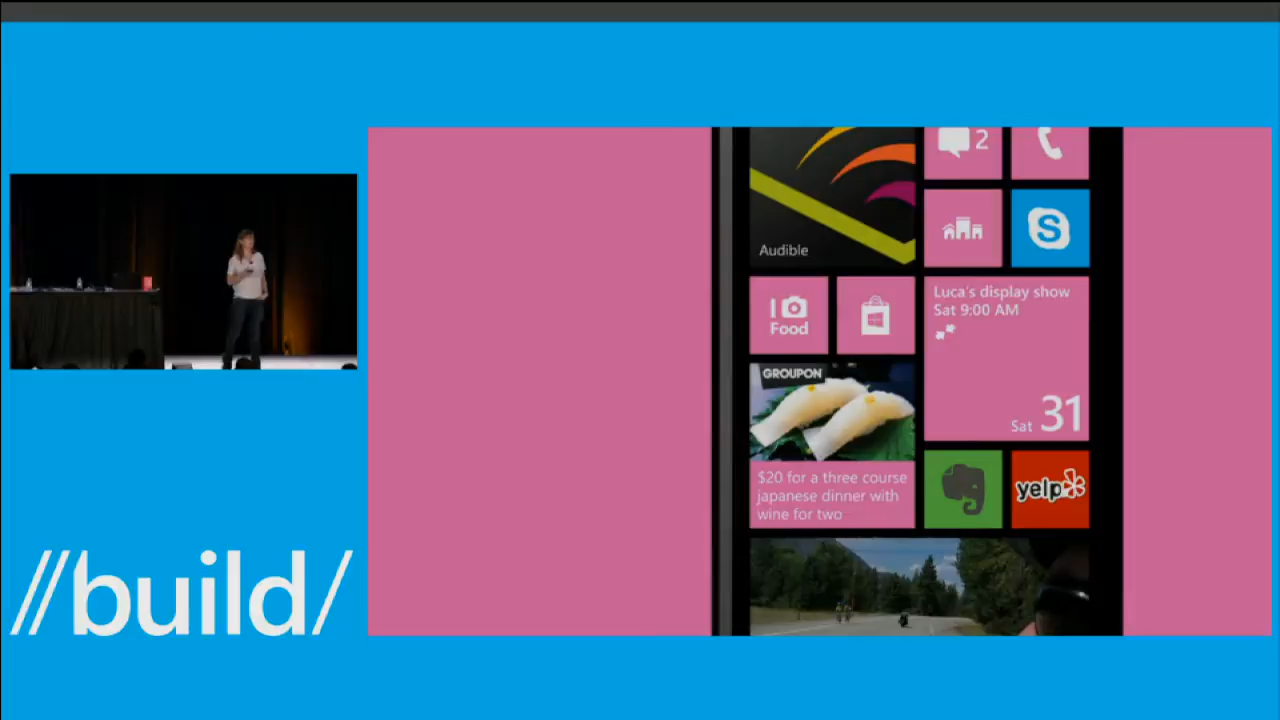 2
Audible
S
I
Food
Luca's display show
Sat 9:00 AM
Sat 31
GROUPON
$20 for a three course
japanese dinner with
wine for two
yelp
//build/